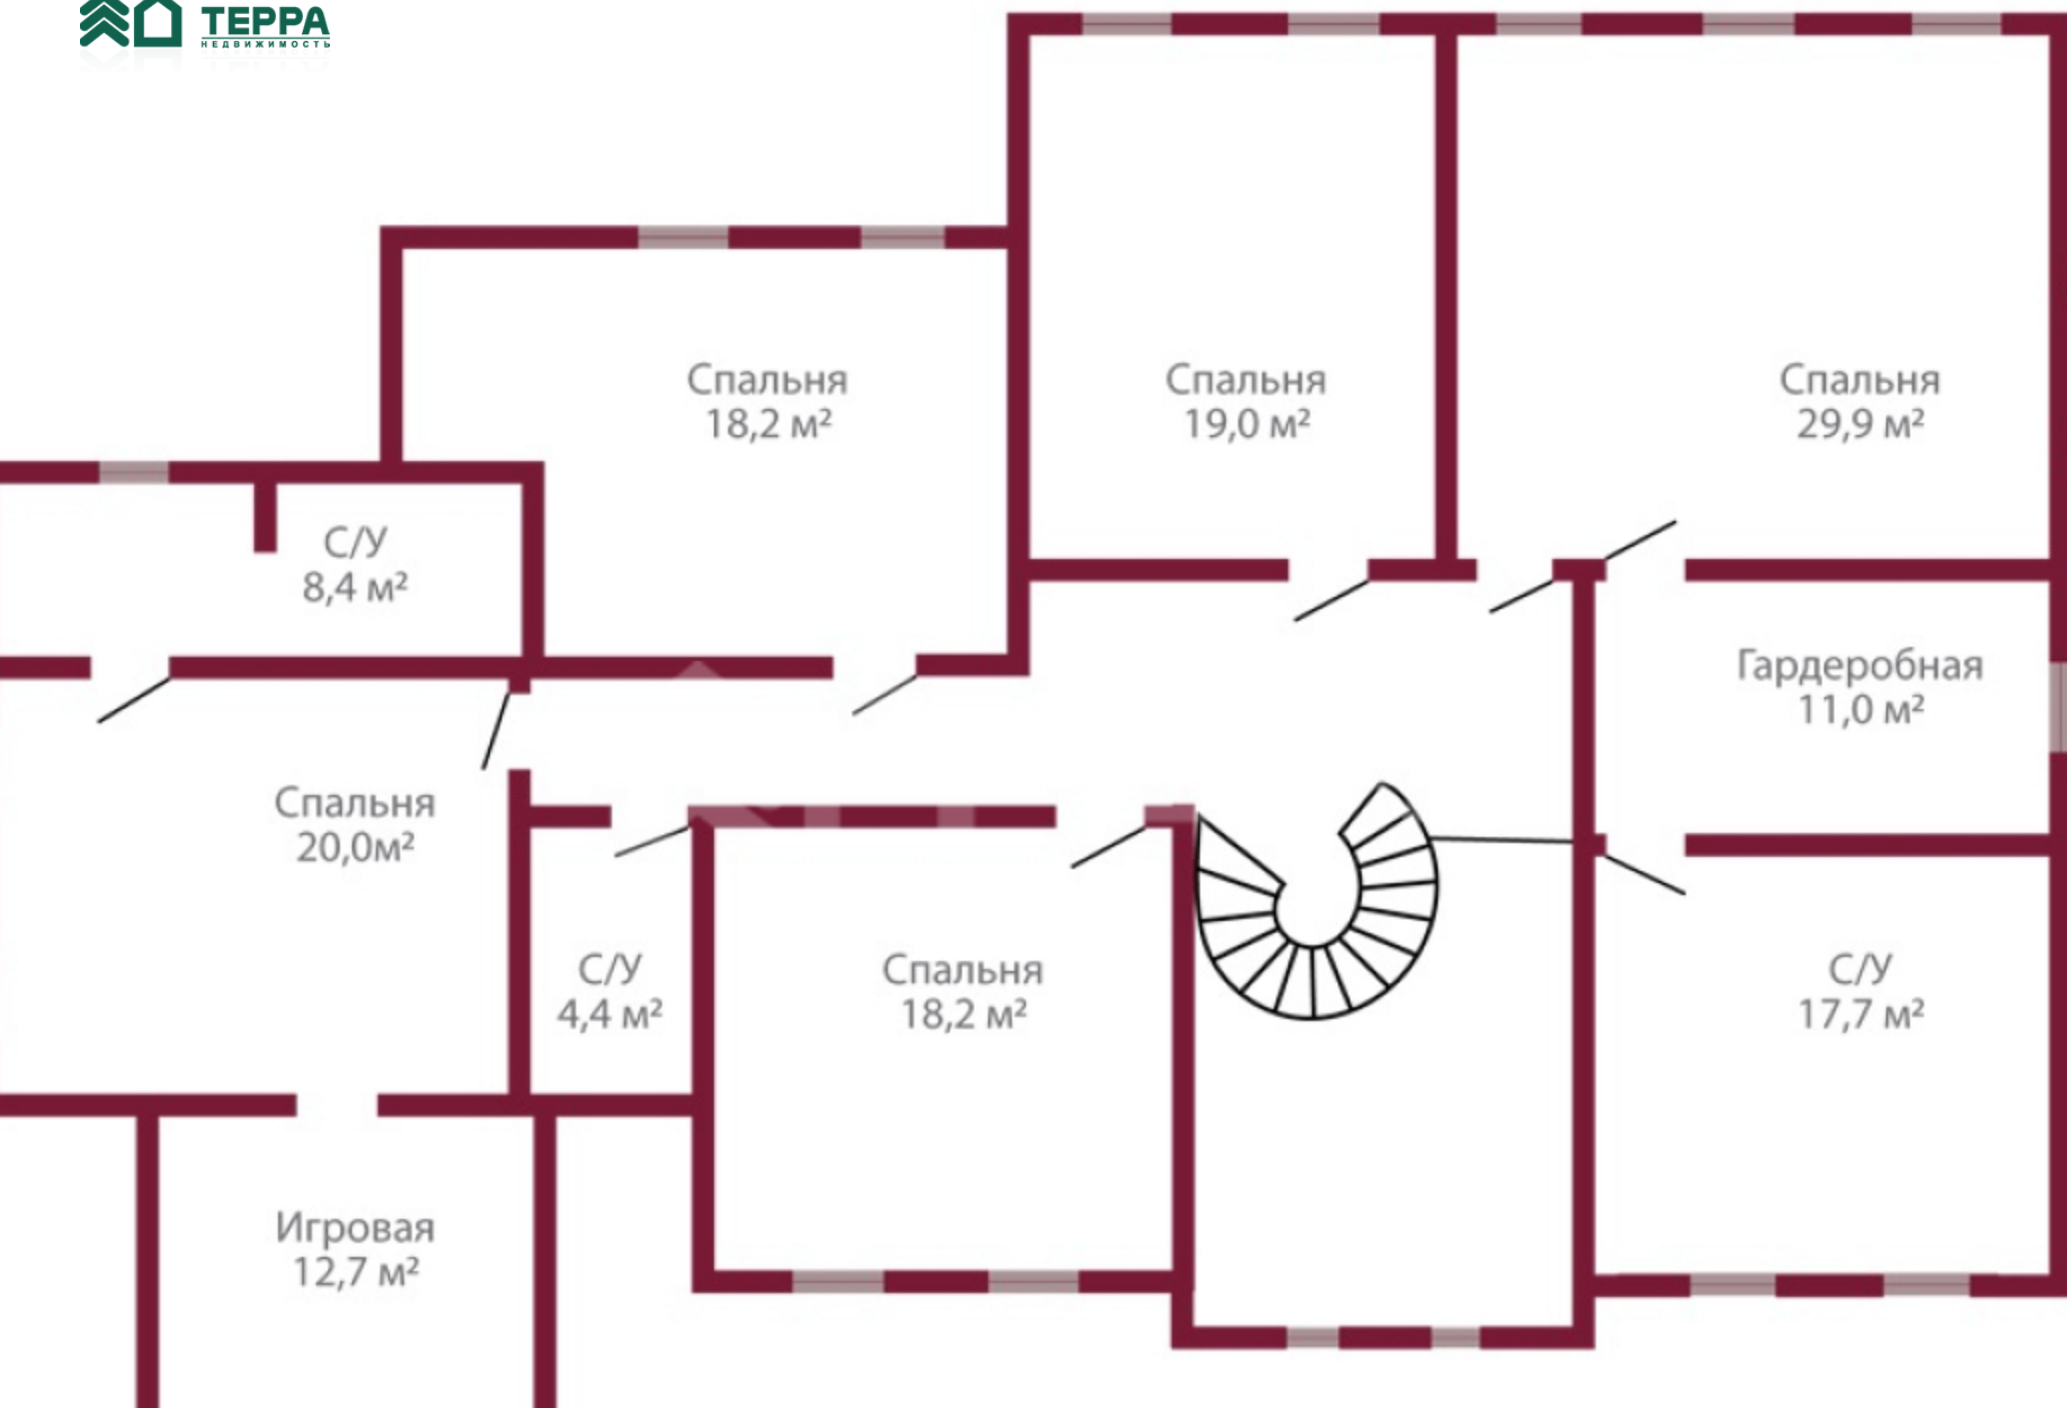 ТЕРРА
НЕДВИЖИМОСТЬ
Спальня
18,2 м²
Спальня
19,0 м²
Спальня
29,9 м²
С/У
8,4 м²
Гардеробная
11,0 м²
Спальня
20,0м²
С/У
4,4 м²
Спальня
18,2 м²
С/У
17,7 м²
Игровая
12,7 м²